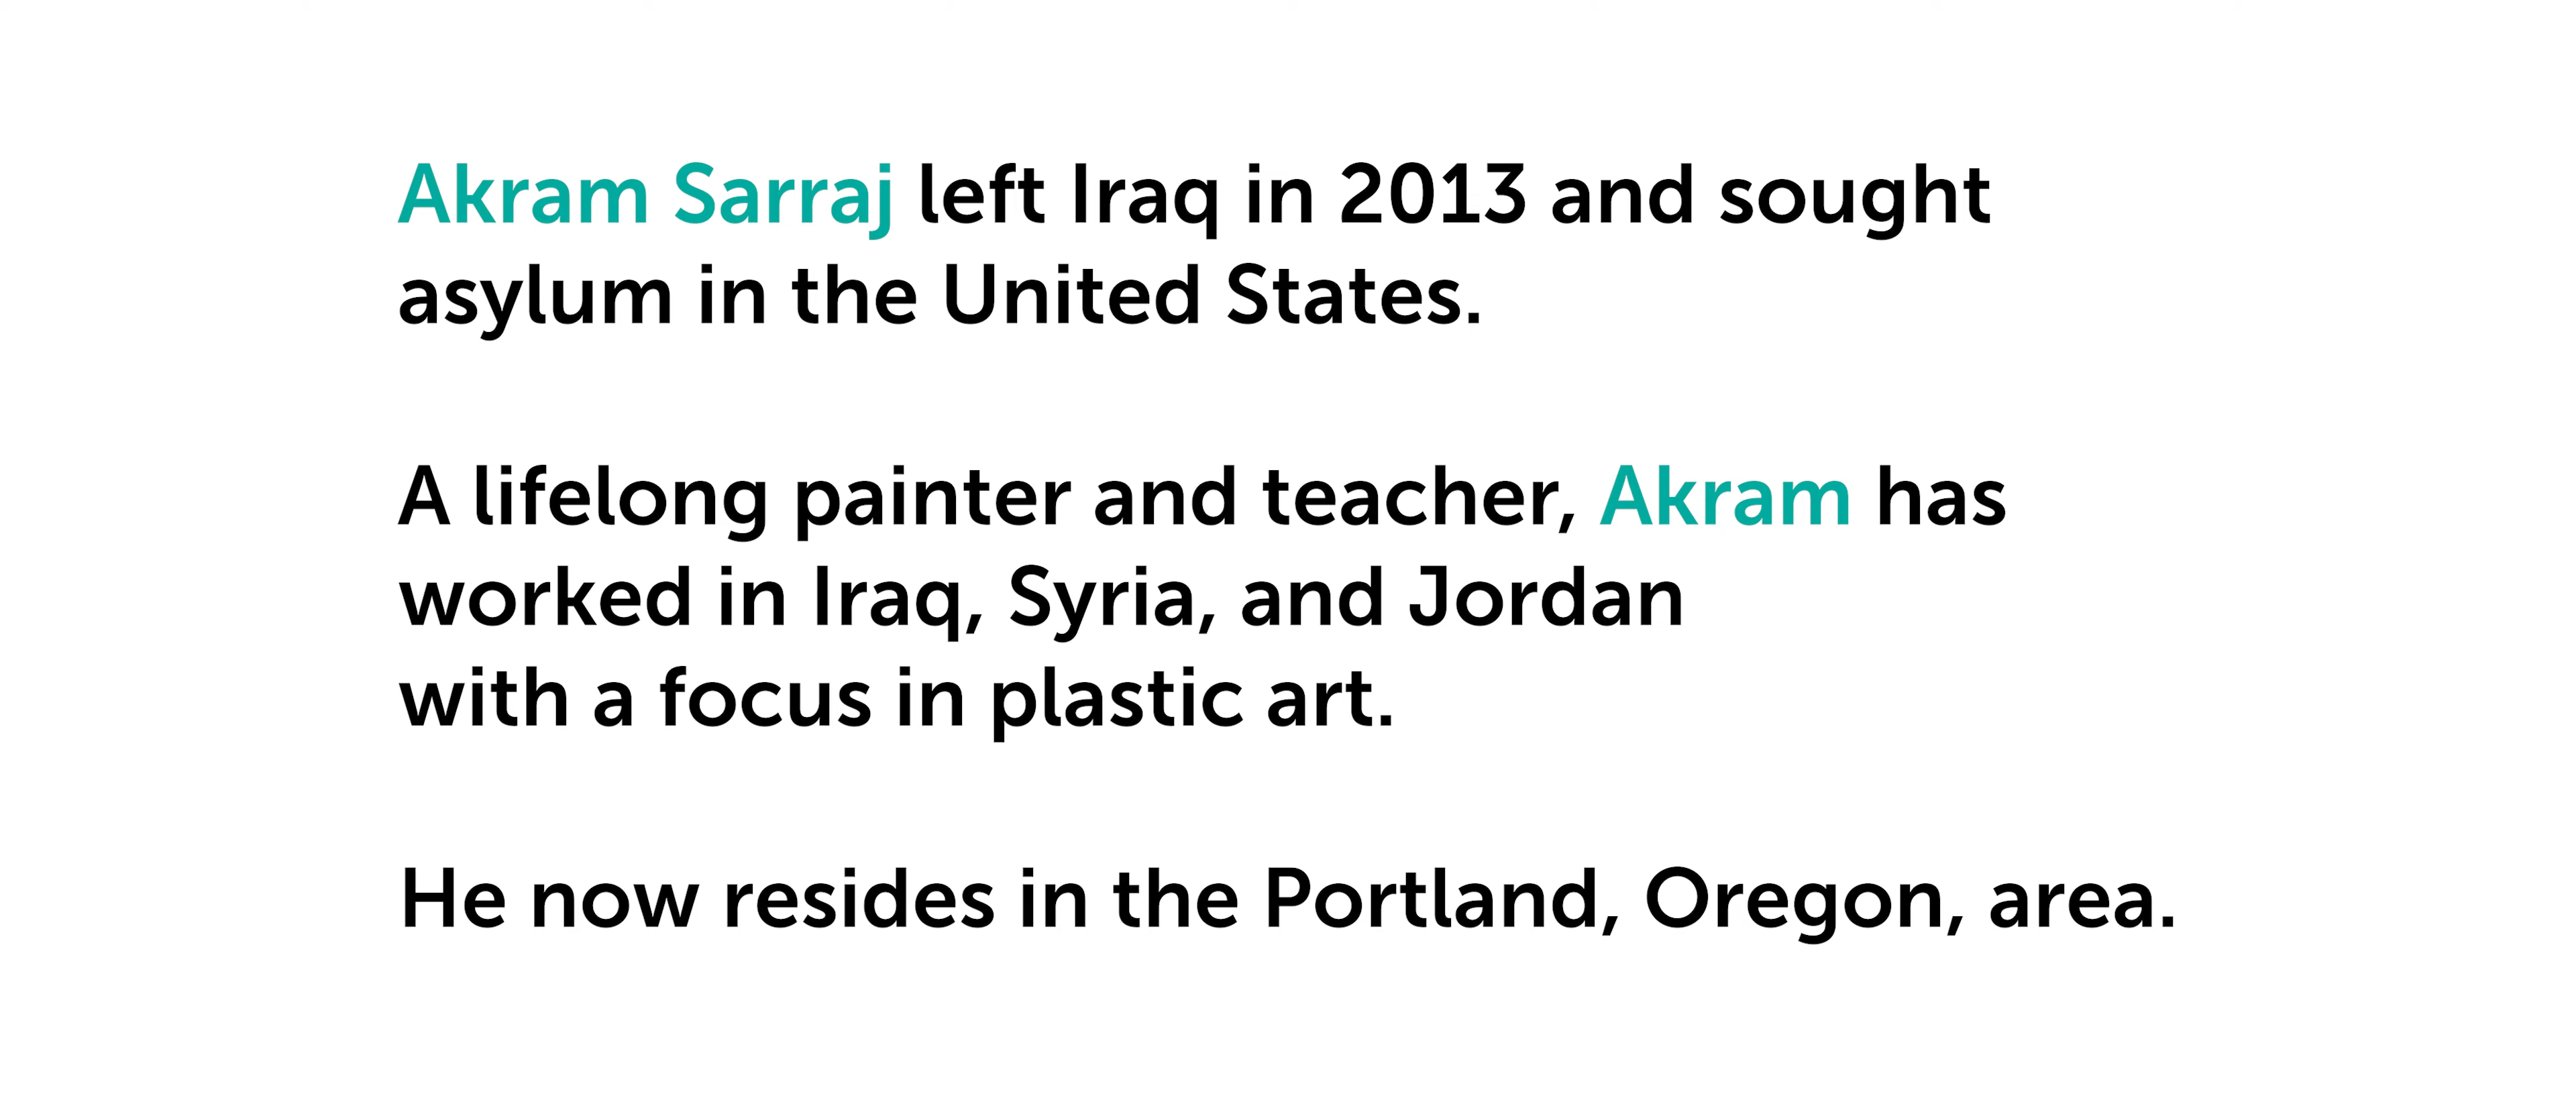 Akram Sarraj left Iraq in 2013 and sought
asylum in the United States.
A lifelong painter and teacher, Akram has
worked in Iraq, Syria, and Jordan
with a focus in plastic art.
He now resides in the Portland, Oregon, area.